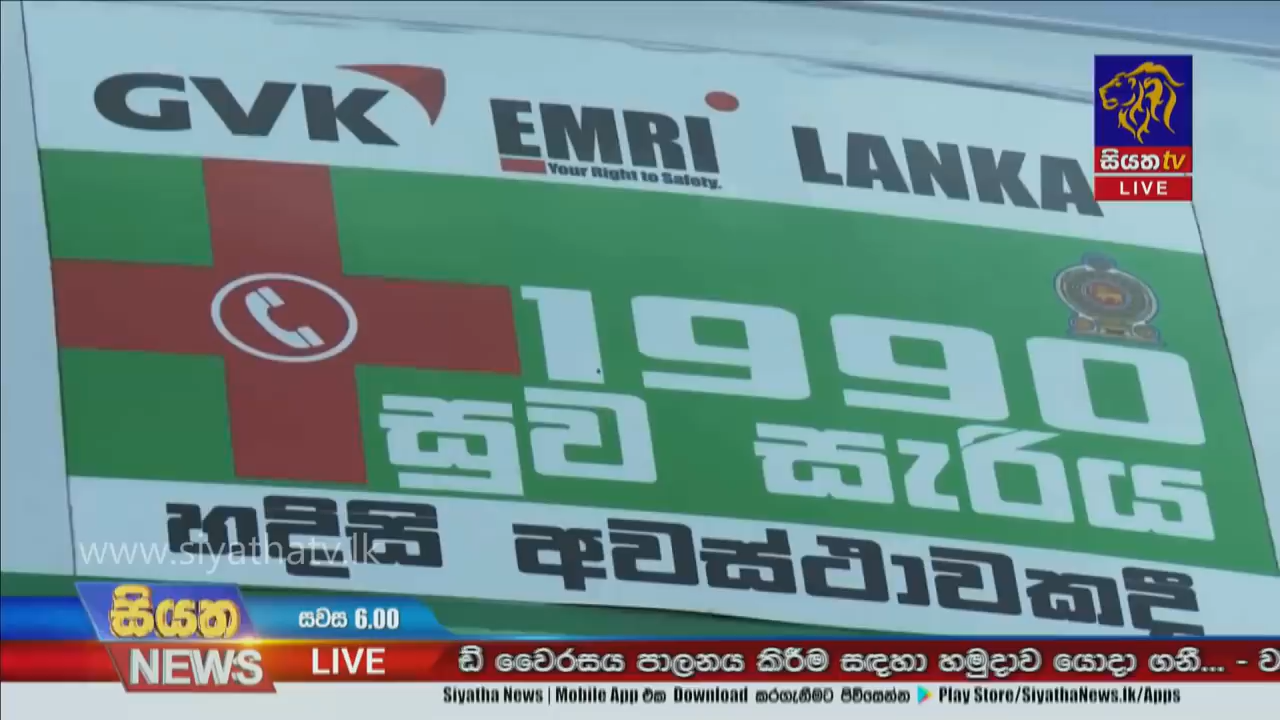 GVK EMRI LANKA
Your Right to Safety.
සියත tv
LIVE
1990
සුව සැරිය
හදිසි අවස්ථාවකදී
www.siyathatv.lk
සියත සවස 6.00
NEWS LIVE ඩ් වෛරසය පාලනය කිරීම සඳහා හමුදාව යොදා ගනී... - ව
Siyatha News | Mobile App එක Download කරගැනීමට පිවිසෙන්න Play Store/SiyathaNews.lk/Apps